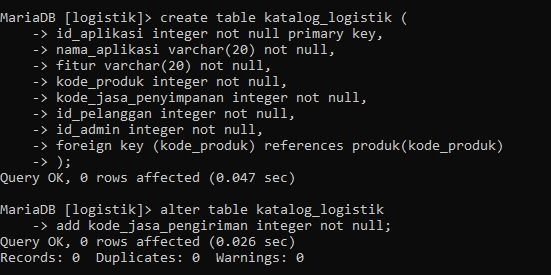 MariaDB [logistik]> create table katalog_logistik (
    -> id_aplikasi integer not null primary key,
    -> nama_aplikasi varchar(20) not null,
    -> fitur varchar(20) not null,
    -> kode_produk integer not null,
    -> kode_jasa_penyimpanan integer not null,
    -> id_pelanggan integer not null,
    -> id_admin integer not null,
    -> foreign key (kode_produk) references produk(kode_produk)
    -> );
Query OK, 0 rows affected (0.047 sec)

MariaDB [logistik]> alter table katalog_logistik
    -> add kode_jasa_pengiriman integer not null;
Query OK, 0 rows affected (0.026 sec)
Records: 0  Duplicates: 0  Warnings: 0